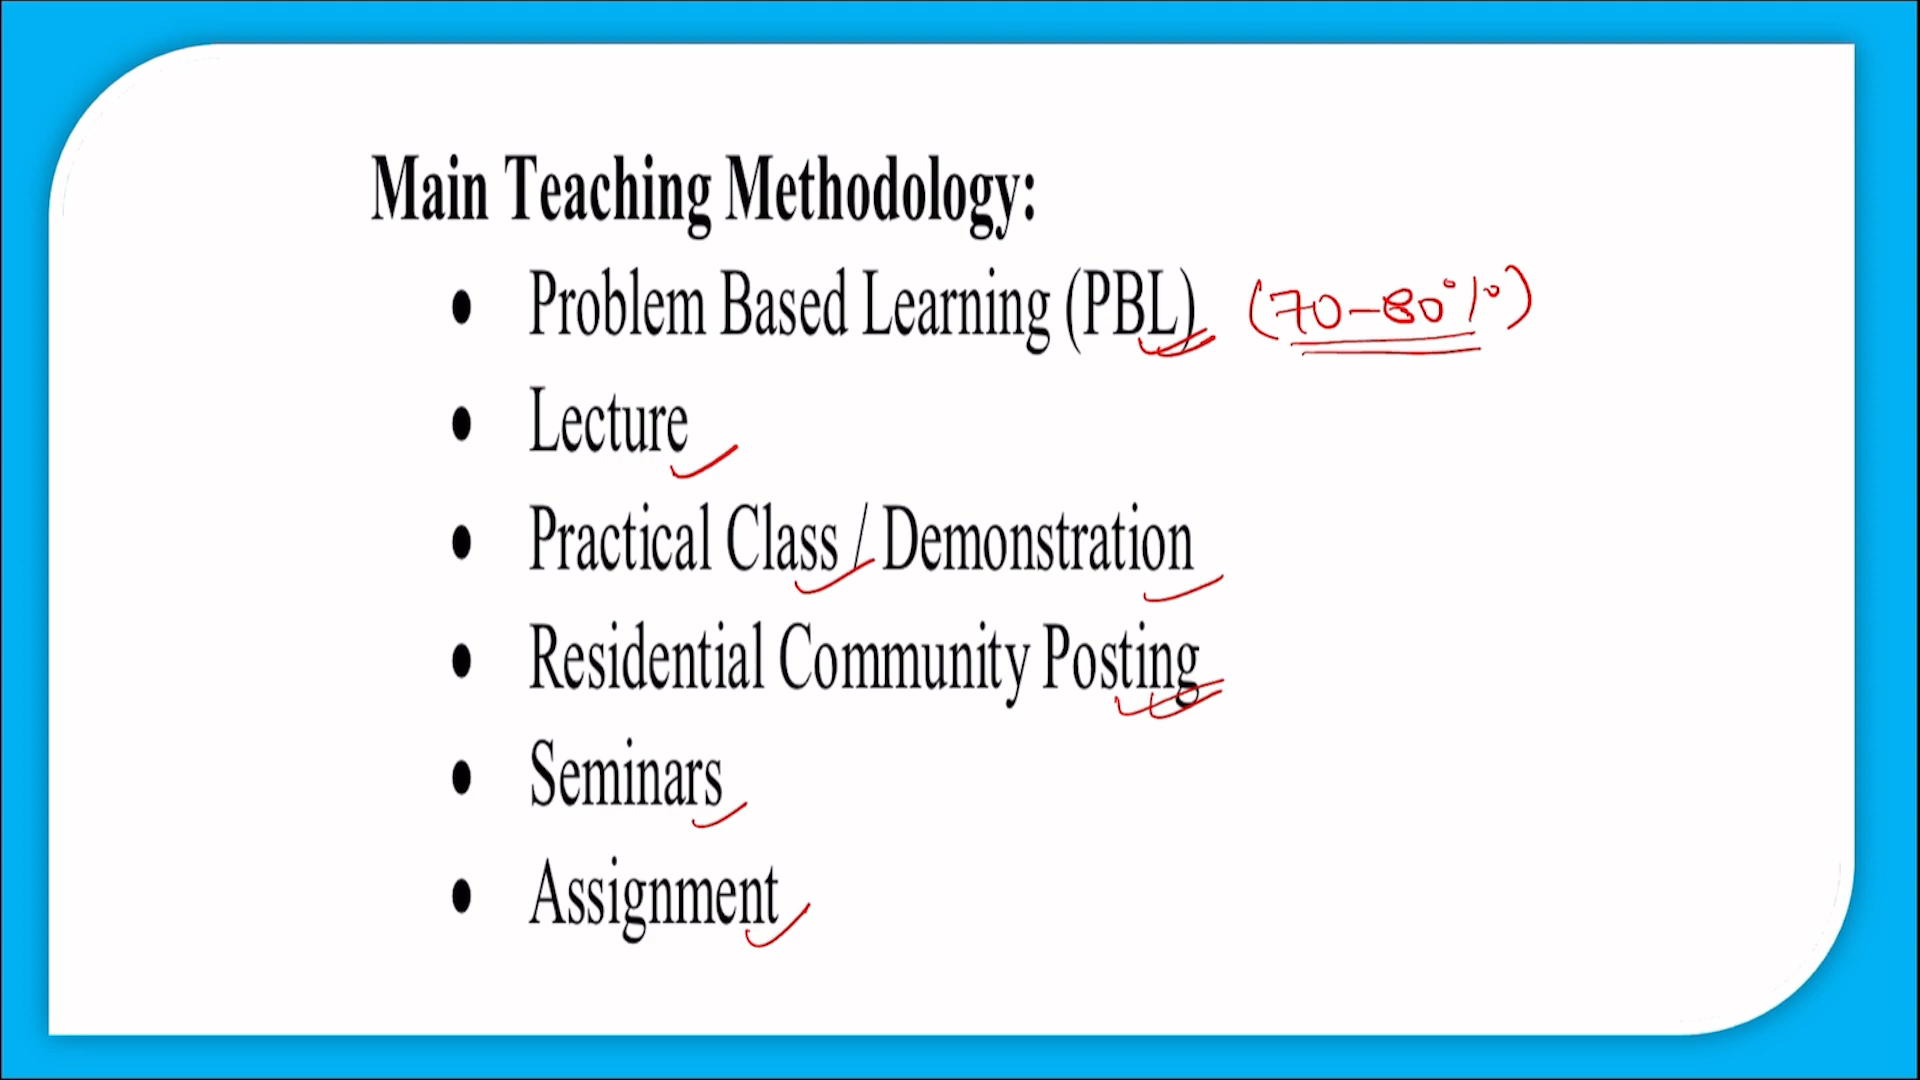 Main Teaching Methodology:
• Problem Based Learning (PBL) (70-80%)
• Lecture
• Practical Class / Demonstration
• Residential Community Posting
• Seminars
• Assignment